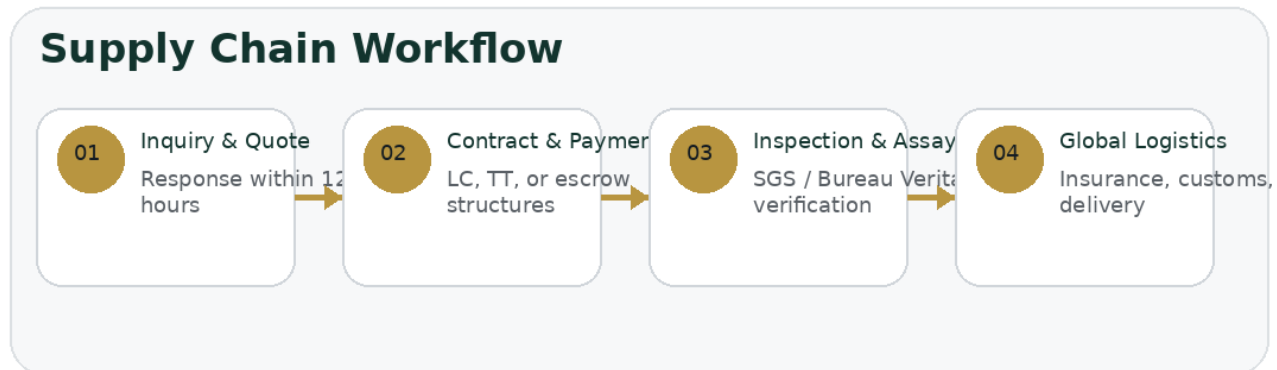 Supply Chain Workflow
01
Inquiry & Quote
Response within 12
hours
02
Contract & Paymen
LC, TT, or escrow
structures
03
Inspection & Assay
SGS / Bureau Verita
verification
04
Global Logistics
Insurance, customs,
delivery